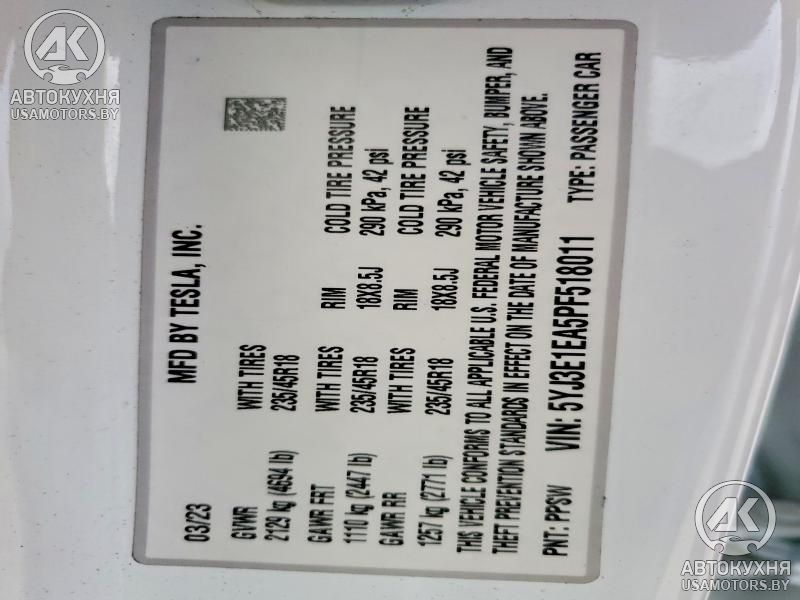 MFD BY TESLA, INC.
03/23
GVWR
2129 kg (4694 lb)
WITH TIRES
235/45R18
GAWR FRT
1110 kg (2447 lb)
WITH TIRES
235/45R18
RIM
18X8.5J
COLD TIRE PRESSURE
290 kPa, 42 psi
GAWR RR
1257 kg (2771 lb)
WITH TIRES
235/45R18
RIM
18X8.5J
COLD TIRE PRESSURE
290 kPa, 42 psi
THIS VEHICLE CONFORMS TO ALL APPLICABLE U.S. FEDERAL MOTOR VEHICLE SAFETY, BUMPER, AND
THEFT PREVENTION STANDARDS IN EFFECT ON THE DATE OF MANUFACTURE SHOWN ABOVE.
PNT: PPSW VIN: 5YJ3E1EA5PF518011 TYPE: PASSENGER CAR
АК
АВТОКУХНЯ
USAMOTORS.BY
АК
АВТОКУХНЯ
USAMOTORS.BY